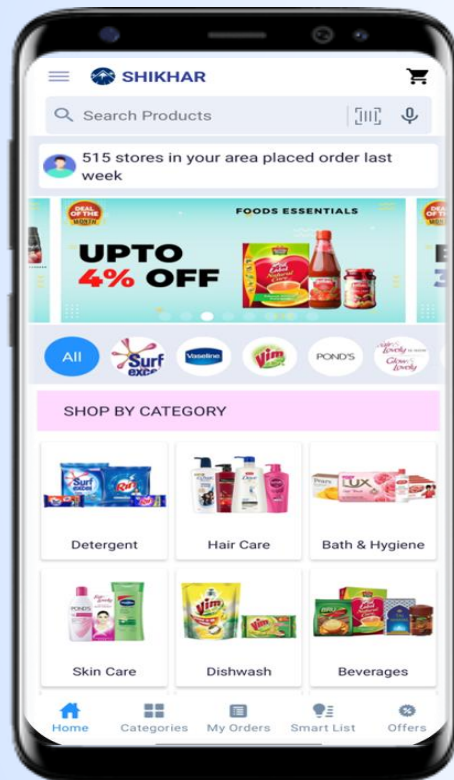 SHIKHAR
Search Products
515 stores in your area placed order last
week
DEAL
OF THE
MONTH
FOODS ESSENTIALS
UPTO
4% OFF
All
Surf
excel
Vaseline
Vim
POND'S
Glow &
Lovely
SHOP BY CATEGORY
Detergent
Hair Care
Bath & Hygiene
Skin Care
Dishwash
Beverages
Home
Categories
My Orders
Smart List
Offers